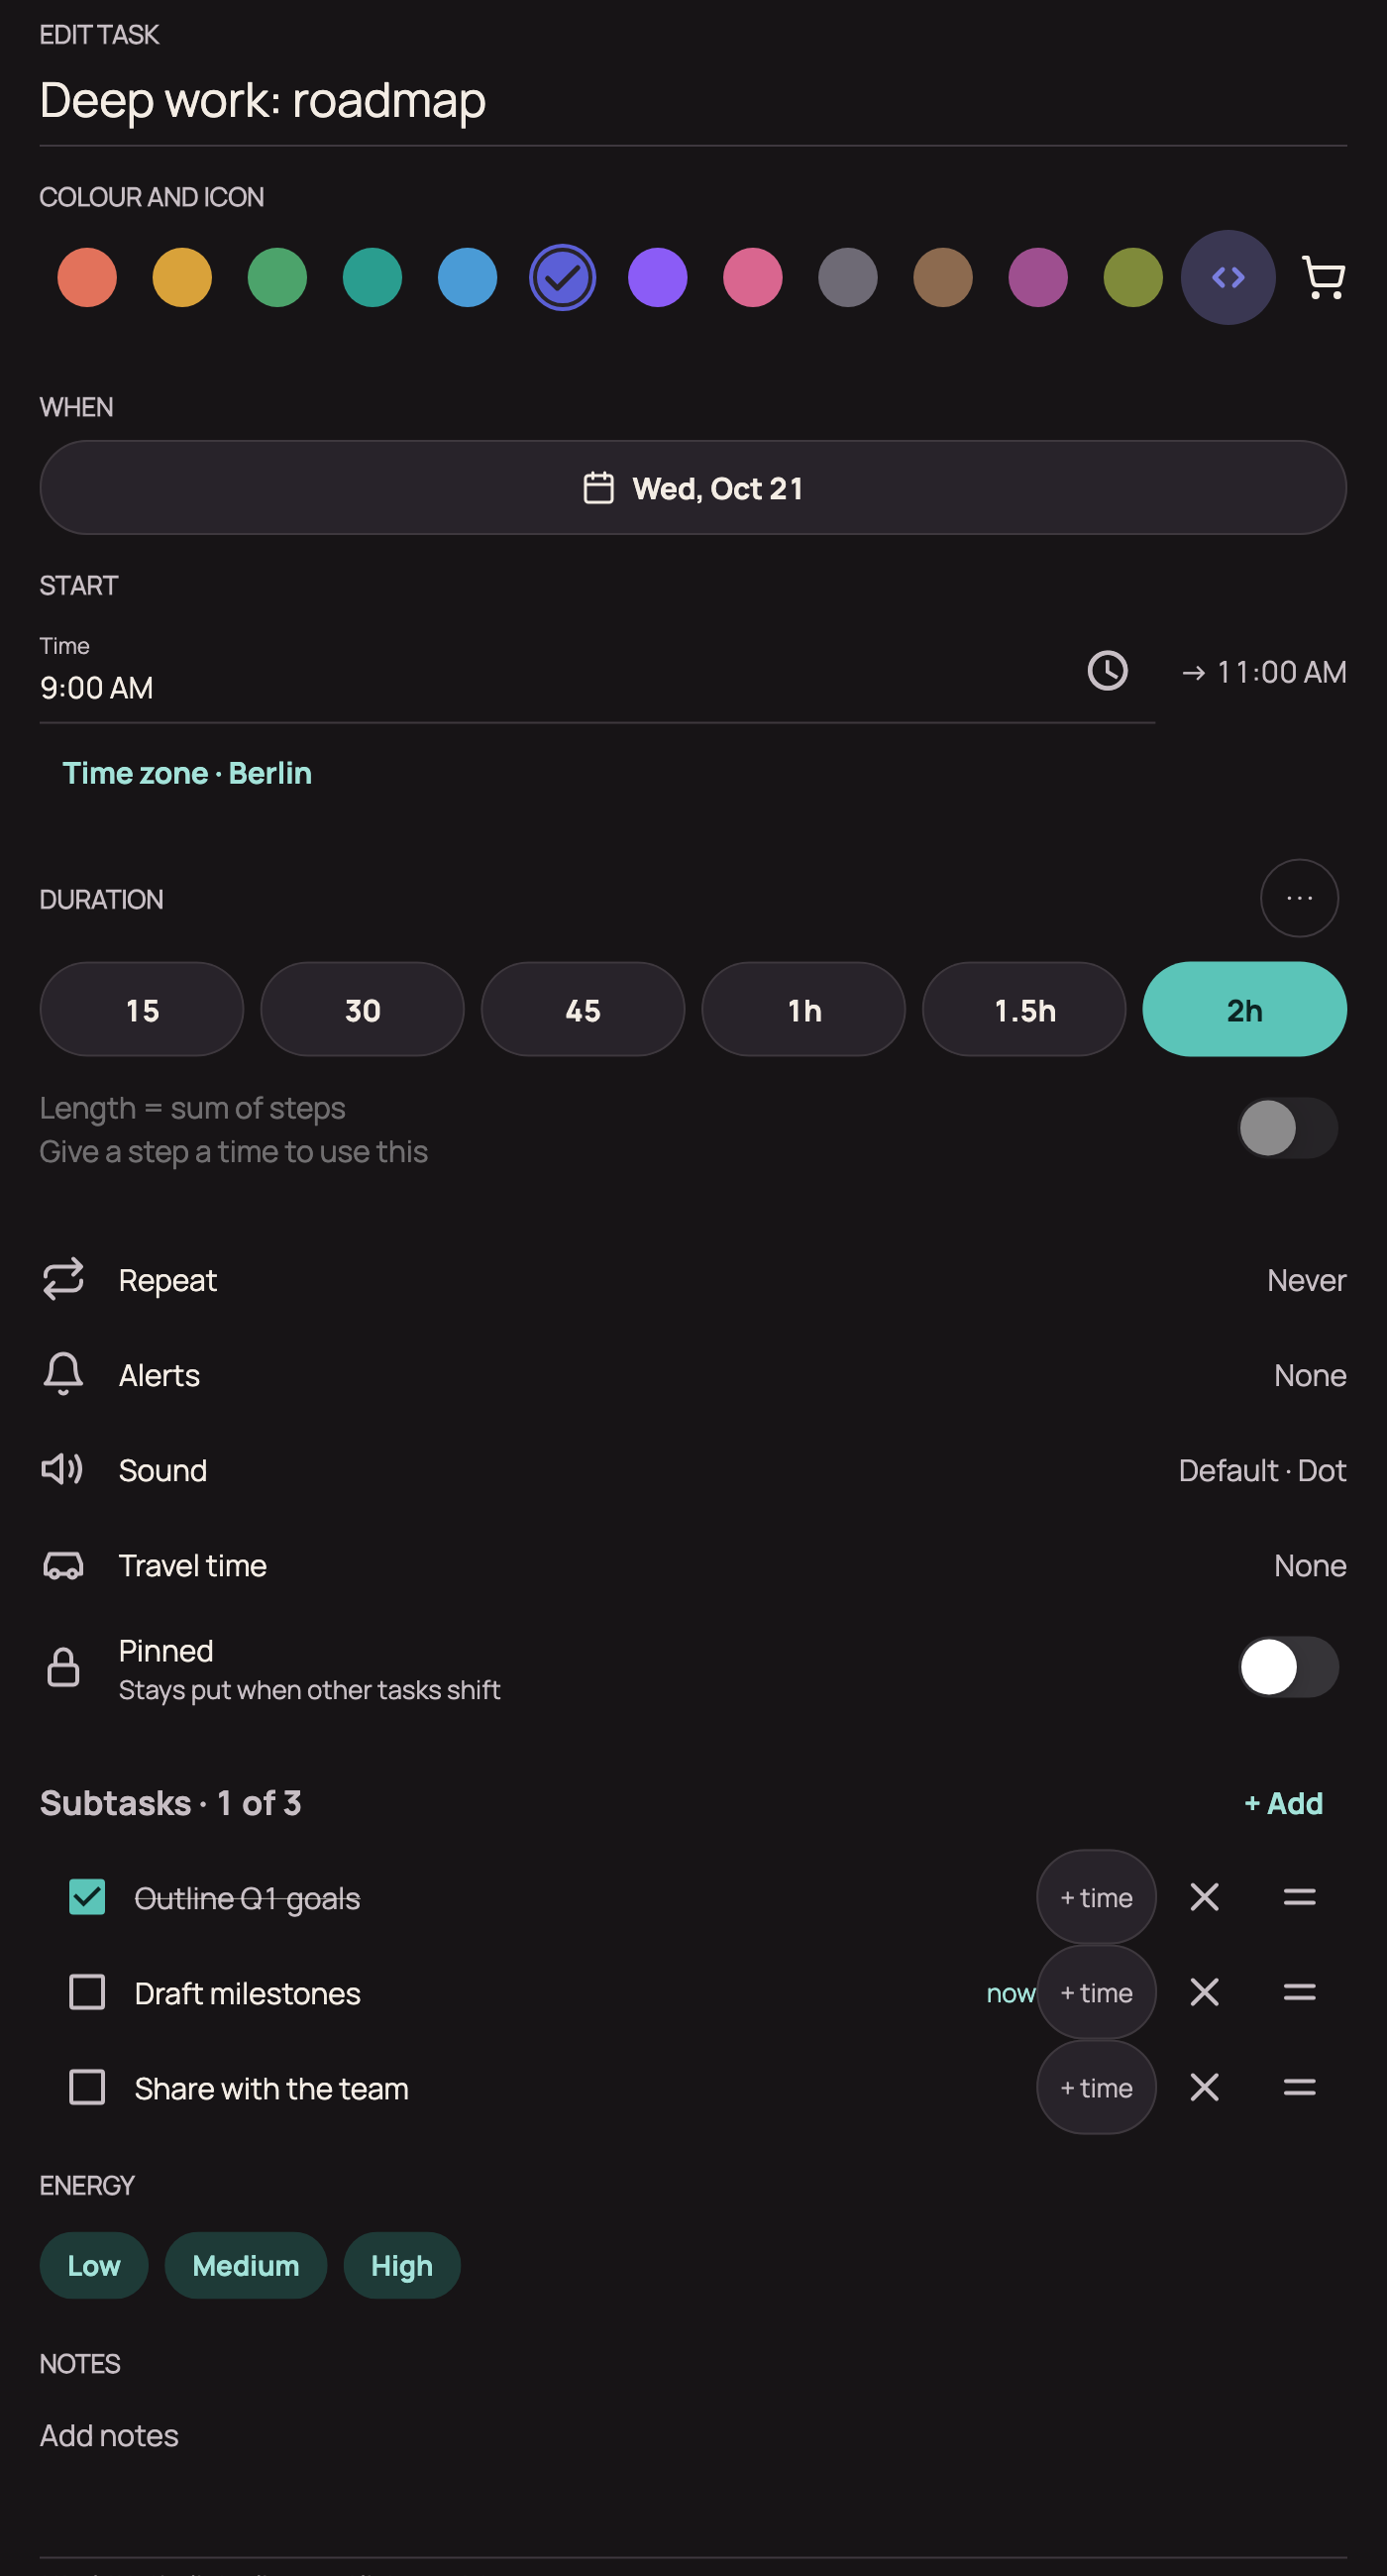 EDIT TASK
Deep work: roadmap
COLOUR AND ICON
WHEN
Wed, Oct 21
START
Time
9:00 AM
→ 11:00 AM
Time zone · Berlin
DURATION
...
15 30 45 1h 1.5h 2h
Length = sum of steps
Give a step a time to use this
Repeat Never
Alerts None
Sound Default · Dot
Travel time None
Pinned
Stays put when other tasks shift
Subtasks · 1 of 3 + Add
Outline Q1 goals + time
Draft milestones now + time
Share with the team + time
ENERGY
Low Medium High
NOTES
Add notes